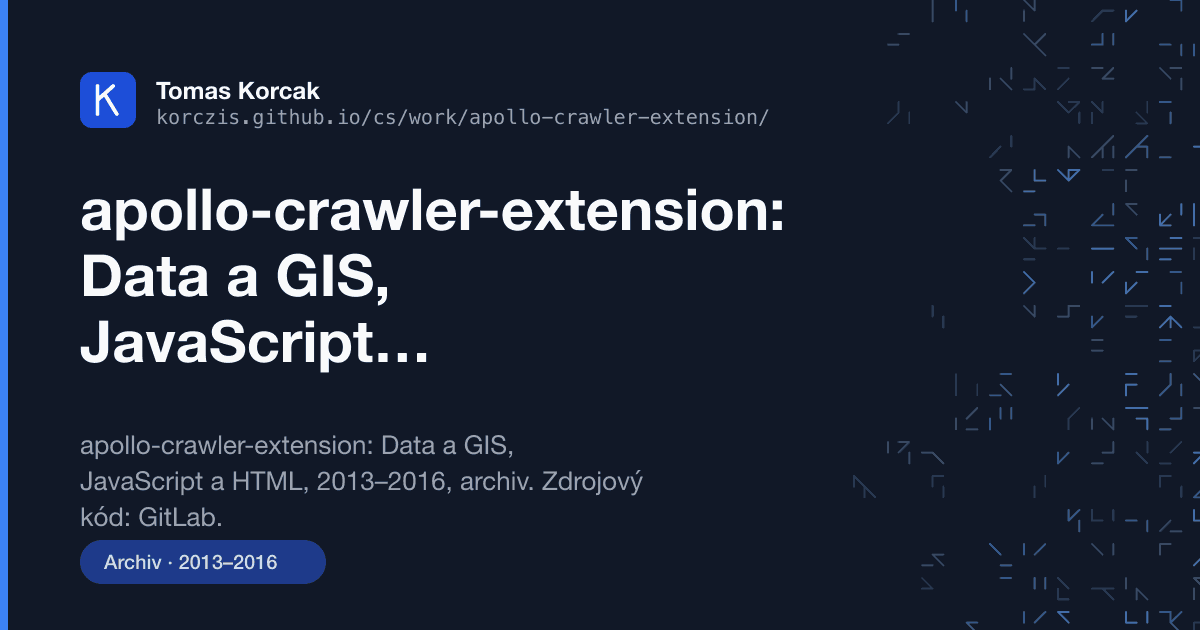 K
Tomas Korcak
korczis.github.io/cs/work/apollo-crawler-extension/
apollo-crawler-extension:
Data a GIS,
JavaScript…
apollo-crawler-extension: Data a GIS,
JavaScript a HTML, 2013–2016, archiv. Zdrojový
kód: GitLab.
Archiv · 2013–2016